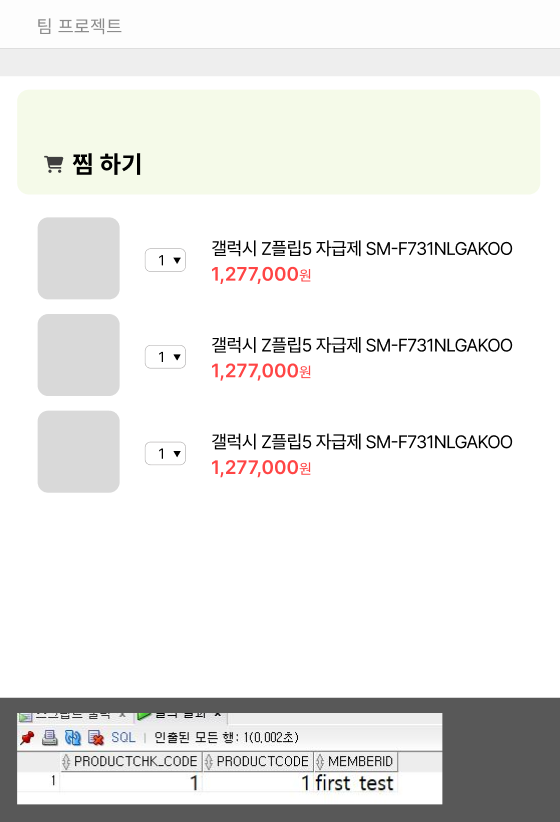 팀 프로젝트
찜 하기
1 ▼
갤럭시 Z플립5 자급제 SM-F731NLGAKOO
1,277,000원
1 ▼
갤럭시 Z플립5 자급제 SM-F731NLGAKOO
1,277,000원
1 ▼
갤럭시 Z플립5 자급제 SM-F731NLGAKOO
1,277,000원
SQL | 인출된 모든 행: 1(0,002초)
PRODUCTCHK_CODE PRODUCTCODE MEMBERID
1 1 1 first test